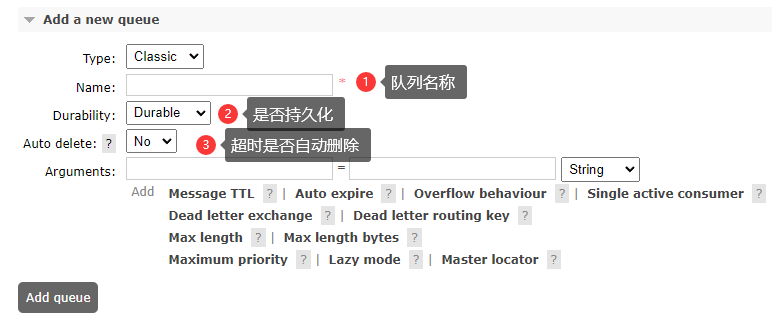 Add a new queue
Type: Classic
Name: * 1 队列名称
Durability: Durable 2 是否持久化
Auto delete: ? No 3 超时是否自动删除
Arguments: = String
Add Message TTL ? | Auto expire ? | Overflow behaviour ? | Single active consumer ?
Dead letter exchange ? | Dead letter routing key ?
Max length ? | Max length bytes ?
Maximum priority ? | Lazy mode ? | Master locator ?
Add queue